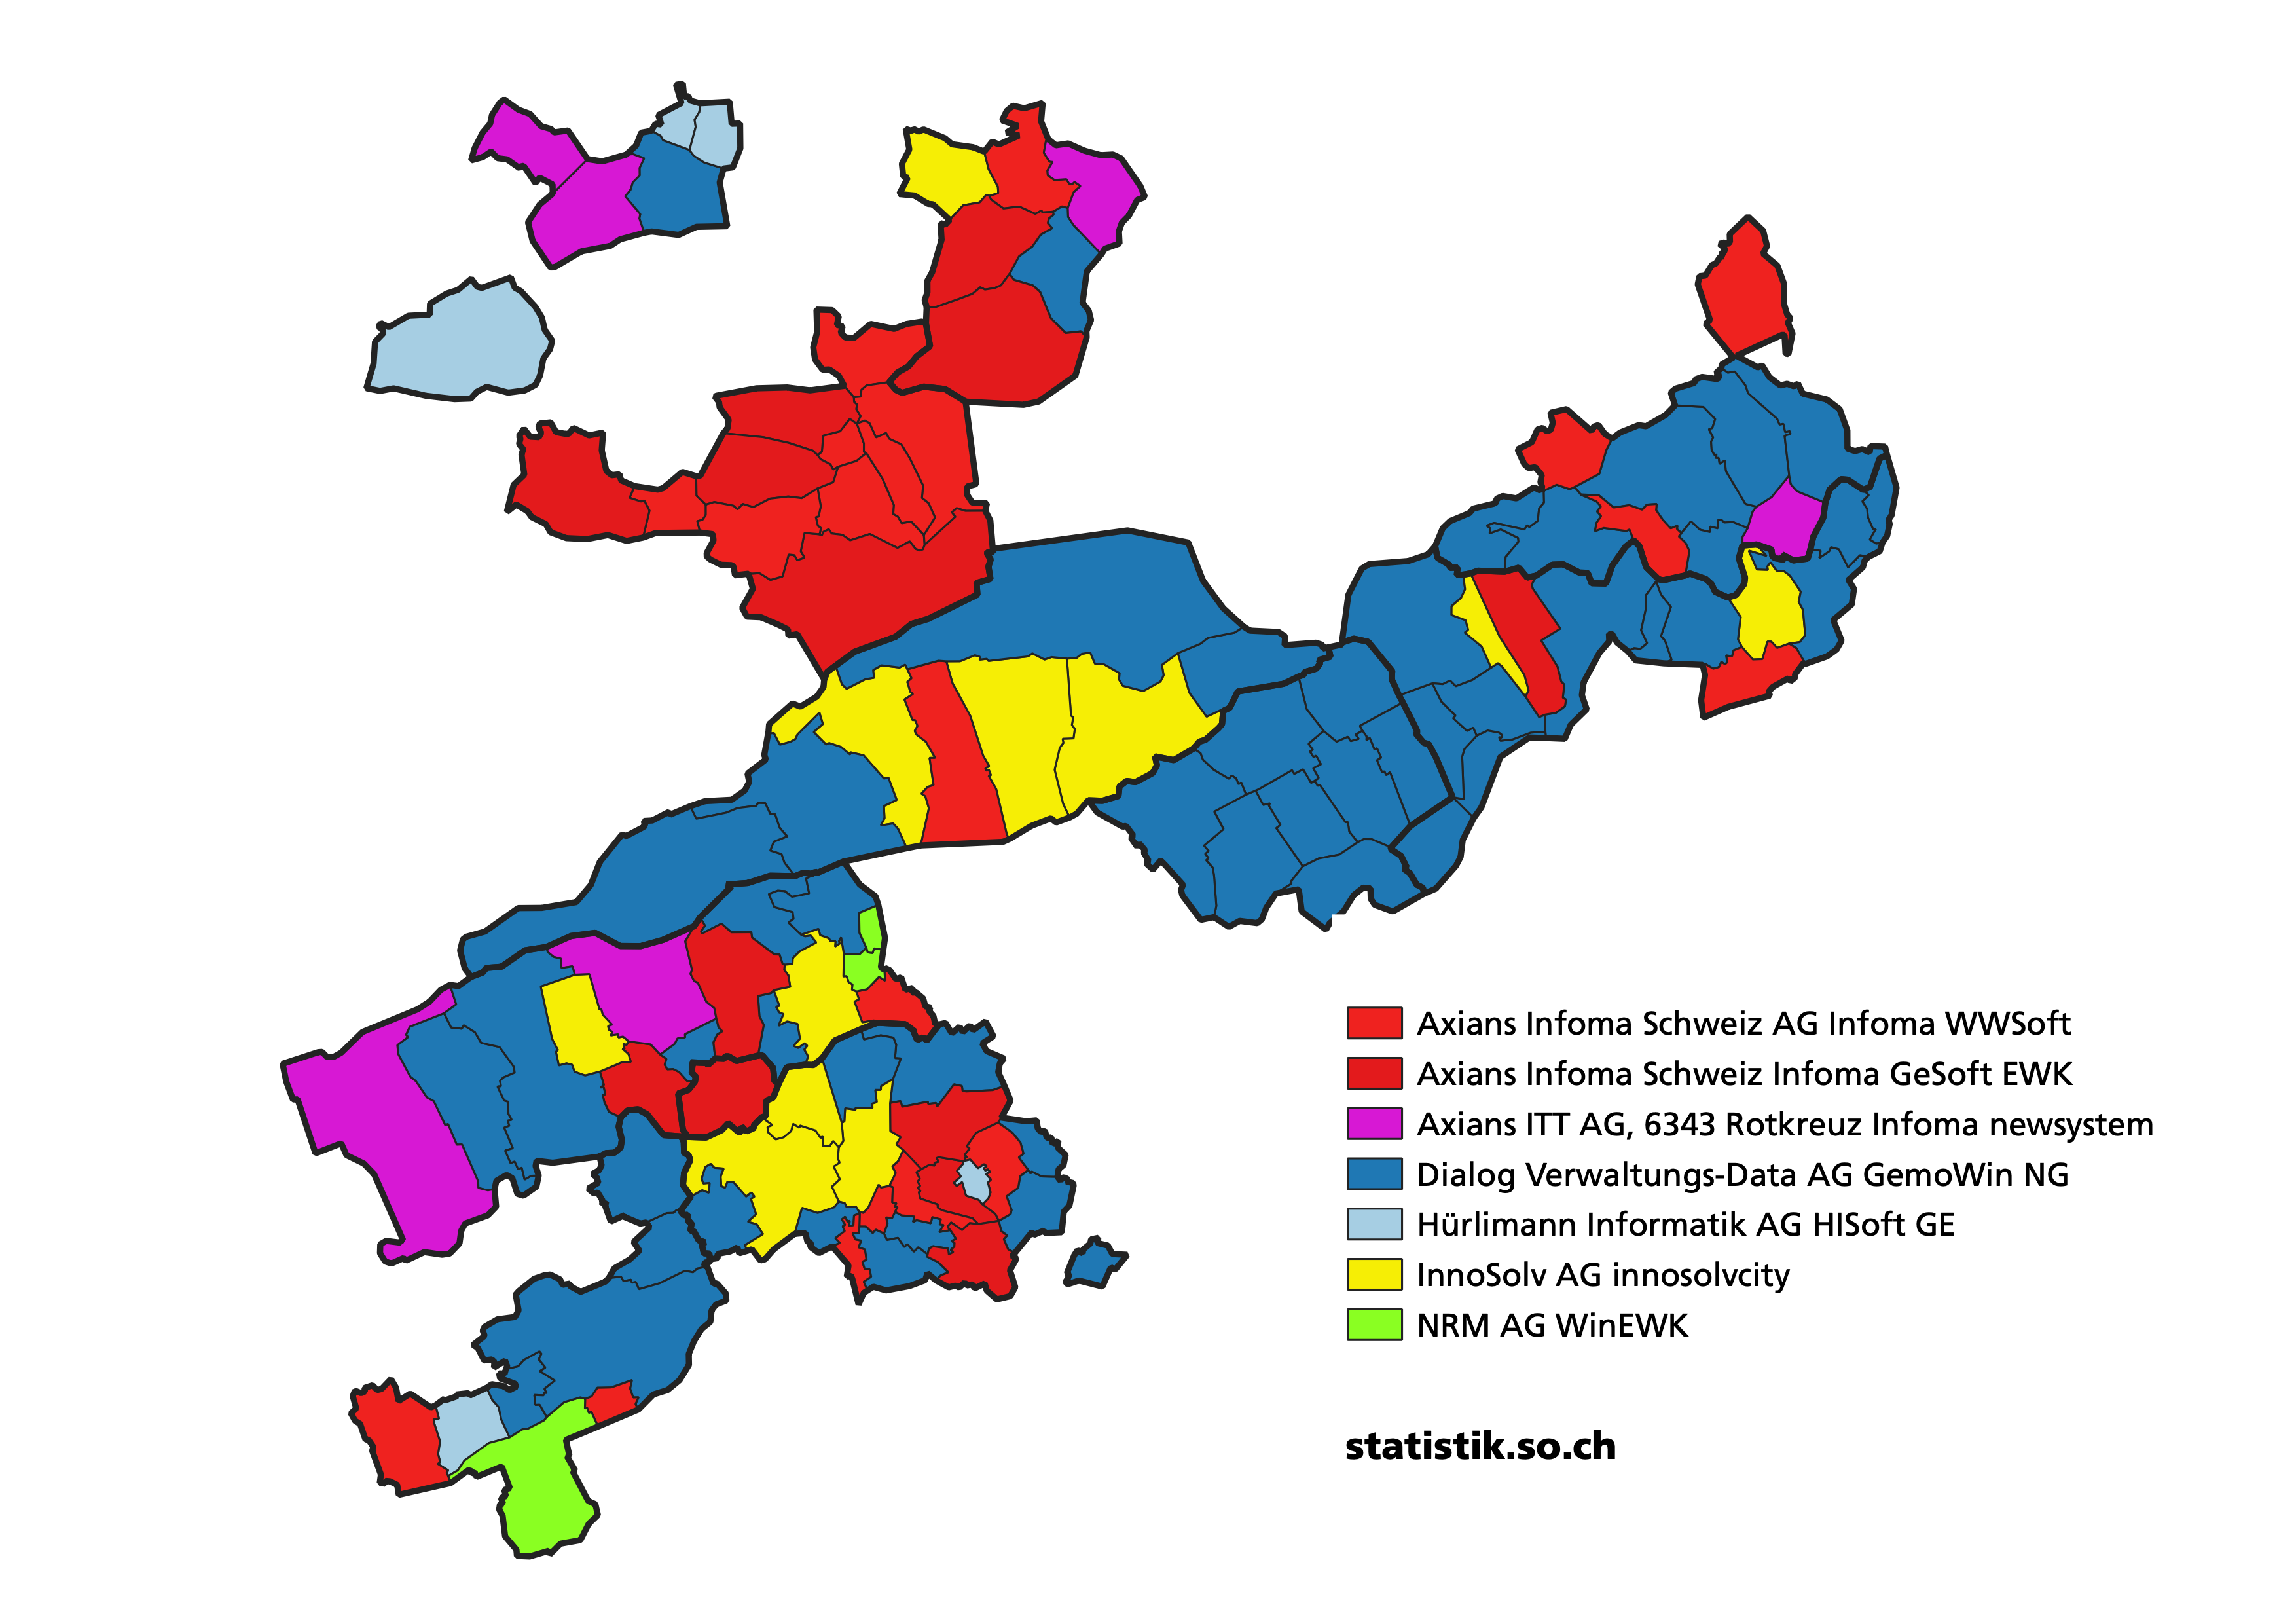 Axians Infoma Schweiz AG Infoma WWSoft
Axians Infoma Schweiz Infoma GeSoft EWK
Axians ITT AG, 6343 Rotkreuz Infoma newsystem
Dialog Verwaltungs-Data AG GemoWin NG
Hürlimann Informatik AG HISoft GE
InnoSolv AG innosolvcity
NRM AG WinEWK
statistik.so.ch